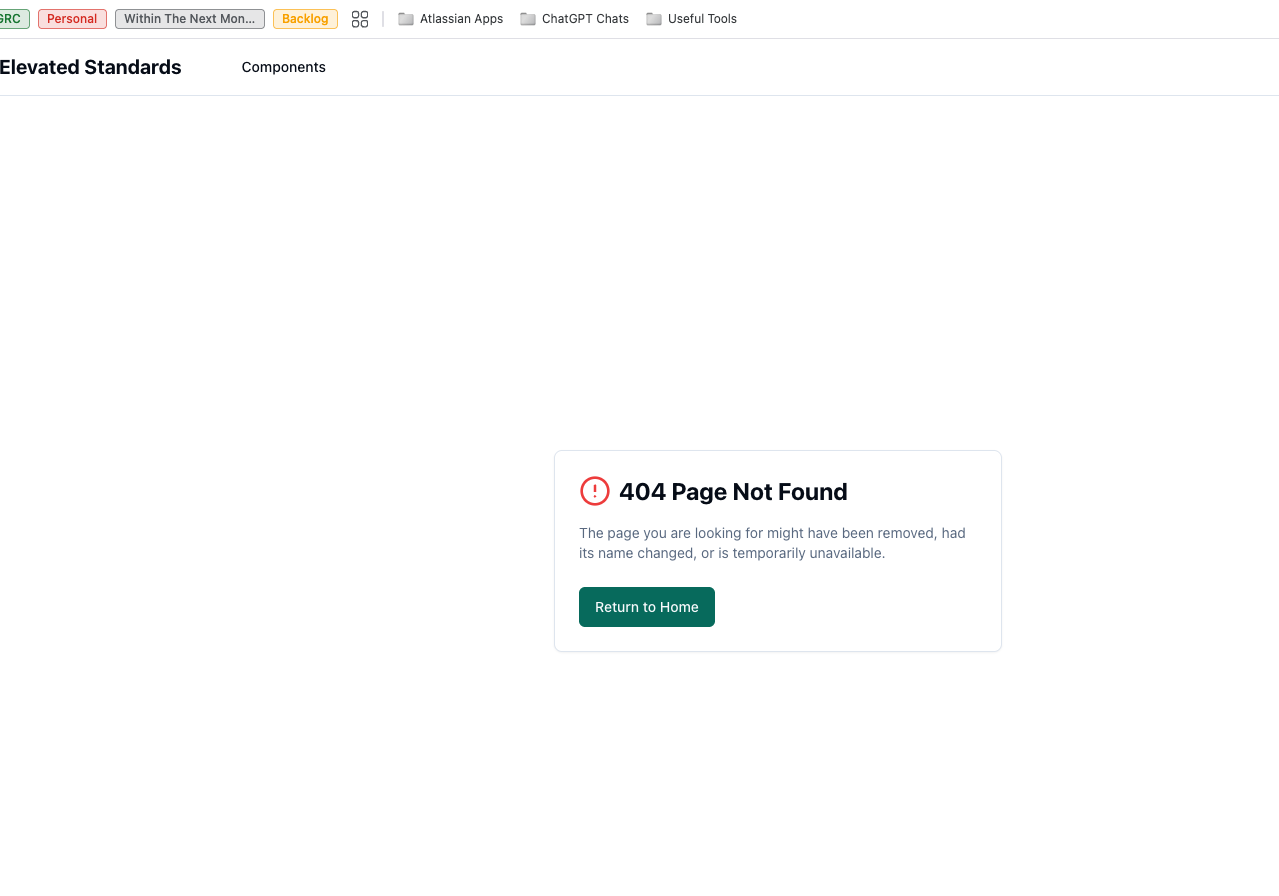 GRC Personal Within The Next Mon... Backlog Atlassian Apps ChatGPT Chats Useful Tools
Elevated Standards Components
404 Page Not Found
The page you are looking for might have been removed, had
its name changed, or is temporarily unavailable.
Return to Home